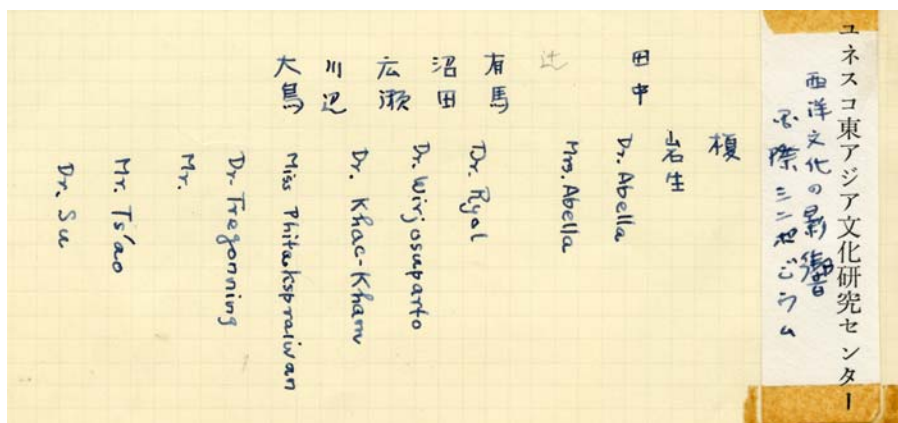 ユネスコ東アジア文化研究センター
西洋文化の影響
国際シンポジウム
榎
岩生
田中 Dr. Abella
辻 Mrs. Abella
有馬 Dr. Ryol
沼田 Dr. Wirjosuparto
広瀬 Dr. Khac-Kham
川辺
大鳥 Miss Phitakspraiwan
Dr. Tregonning
Mr.
Mr. Ts'ao
Dr. Su